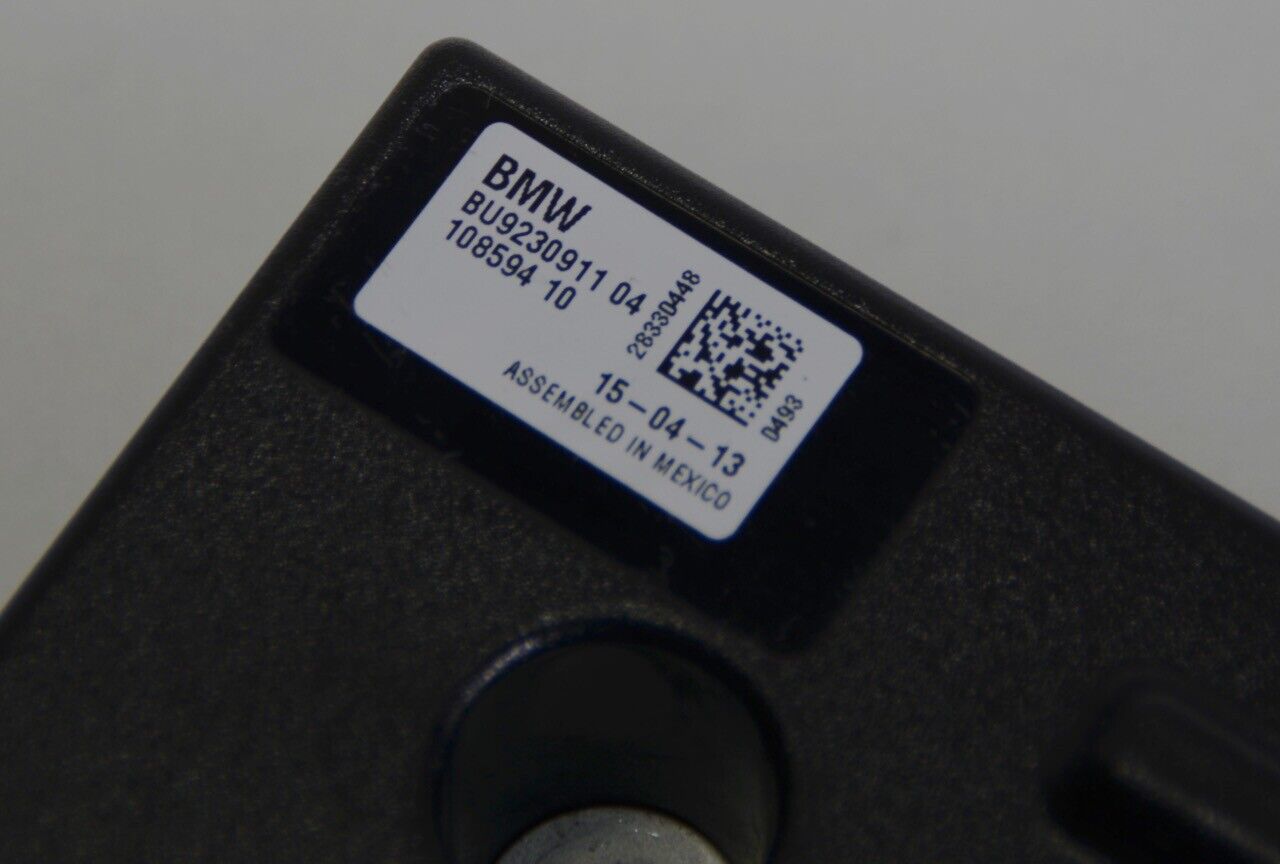 BMW
BU9230911 04
108594 10
28330448
0493
15-04-13
ASSEMBLED IN MEXICO